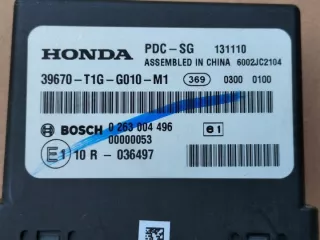 HONDA PDC-SG 131110
ASSEMBLED IN CHINA 6002JC2104
39670-T1G-G010-M1 369 0300 0100
BOSCH 0 263 004 496 e1
00000053
E1 10 R - 036497